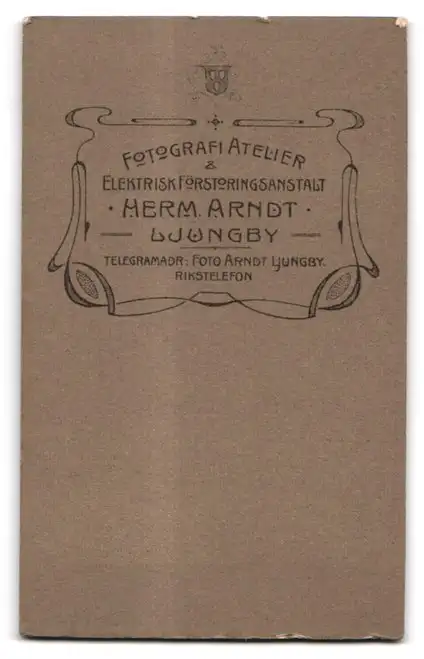 FOTOGRAFI ATELIER
&
ELEKTRISK FÖRSTORINGSANSTALT
· HERM. ARNDT ·
— LJUNGBY —
TELEGRAMADR: FOTO ARNDT LJUNGBY.
RIKSTELEFON